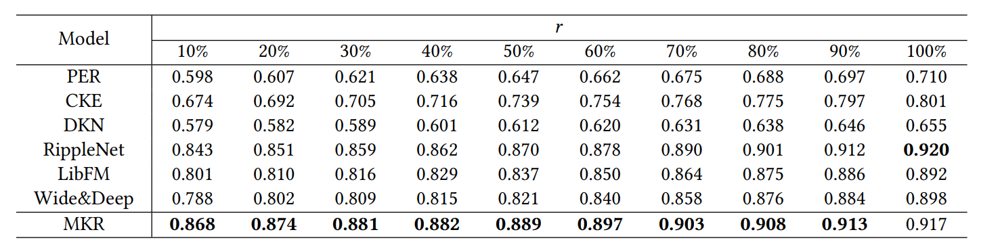 Model r
10% 20% 30% 40% 50% 60% 70% 80% 90% 100%
PER 0.598 0.607 0.621 0.638 0.647 0.662 0.675 0.688 0.697 0.710
CKE 0.674 0.692 0.705 0.716 0.739 0.754 0.768 0.775 0.797 0.801
DKN 0.579 0.582 0.589 0.601 0.612 0.620 0.631 0.638 0.646 0.655
RippleNet 0.843 0.851 0.859 0.862 0.870 0.878 0.890 0.901 0.912 0.920
LibFM 0.801 0.810 0.816 0.829 0.837 0.850 0.864 0.875 0.886 0.892
Wide&Deep 0.788 0.802 0.809 0.815 0.821 0.840 0.858 0.876 0.884 0.898
MKR 0.868 0.874 0.881 0.882 0.889 0.897 0.903 0.908 0.913 0.917